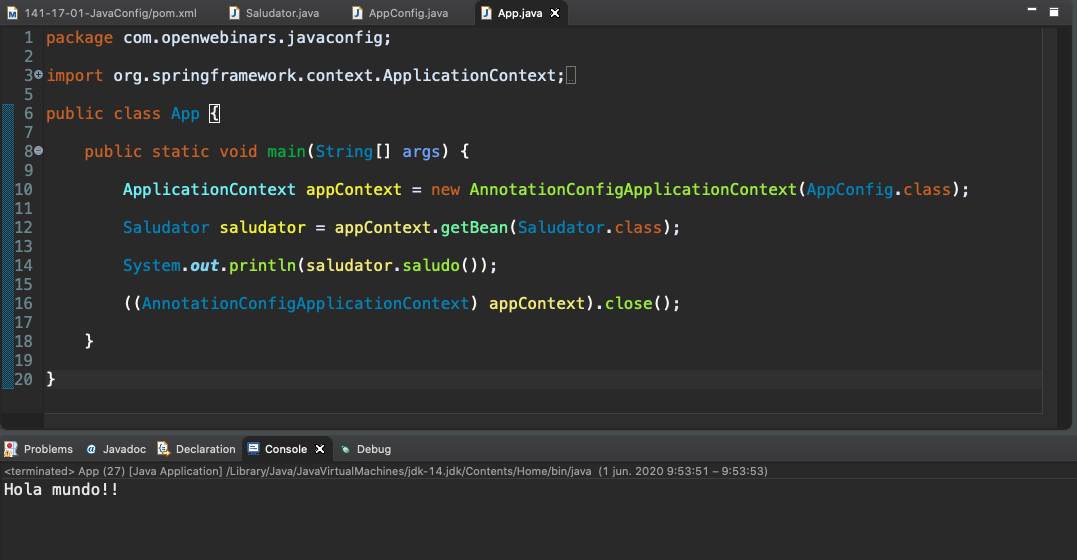 141-17-01-JavaConfig/pom.xml Saludator.java AppConfig.java App.java
1 package com.openwebinars.javaconfig;
2
3 import org.springframework.context.ApplicationContext;
5
6 public class App {
7
8 public static void main(String[] args) {
9
10 ApplicationContext appContext = new AnnotationConfigApplicationContext(AppConfig.class);
11
12 Saludator saludator = appContext.getBean(Saludator.class);
13
14 System.out.println(saludator.saludo());
15
16 ((AnnotationConfigApplicationContext) appContext).close();
17
18 }
19
20 }
Problems @ Javadoc Declaration Console Debug
<terminated> App (27) [Java Application] /Library/Java/JavaVirtualMachines/jdk-14.jdk/Contents/Home/bin/java (1 jun. 2020 9:53:51 – 9:53:53)
Hola mundo!!